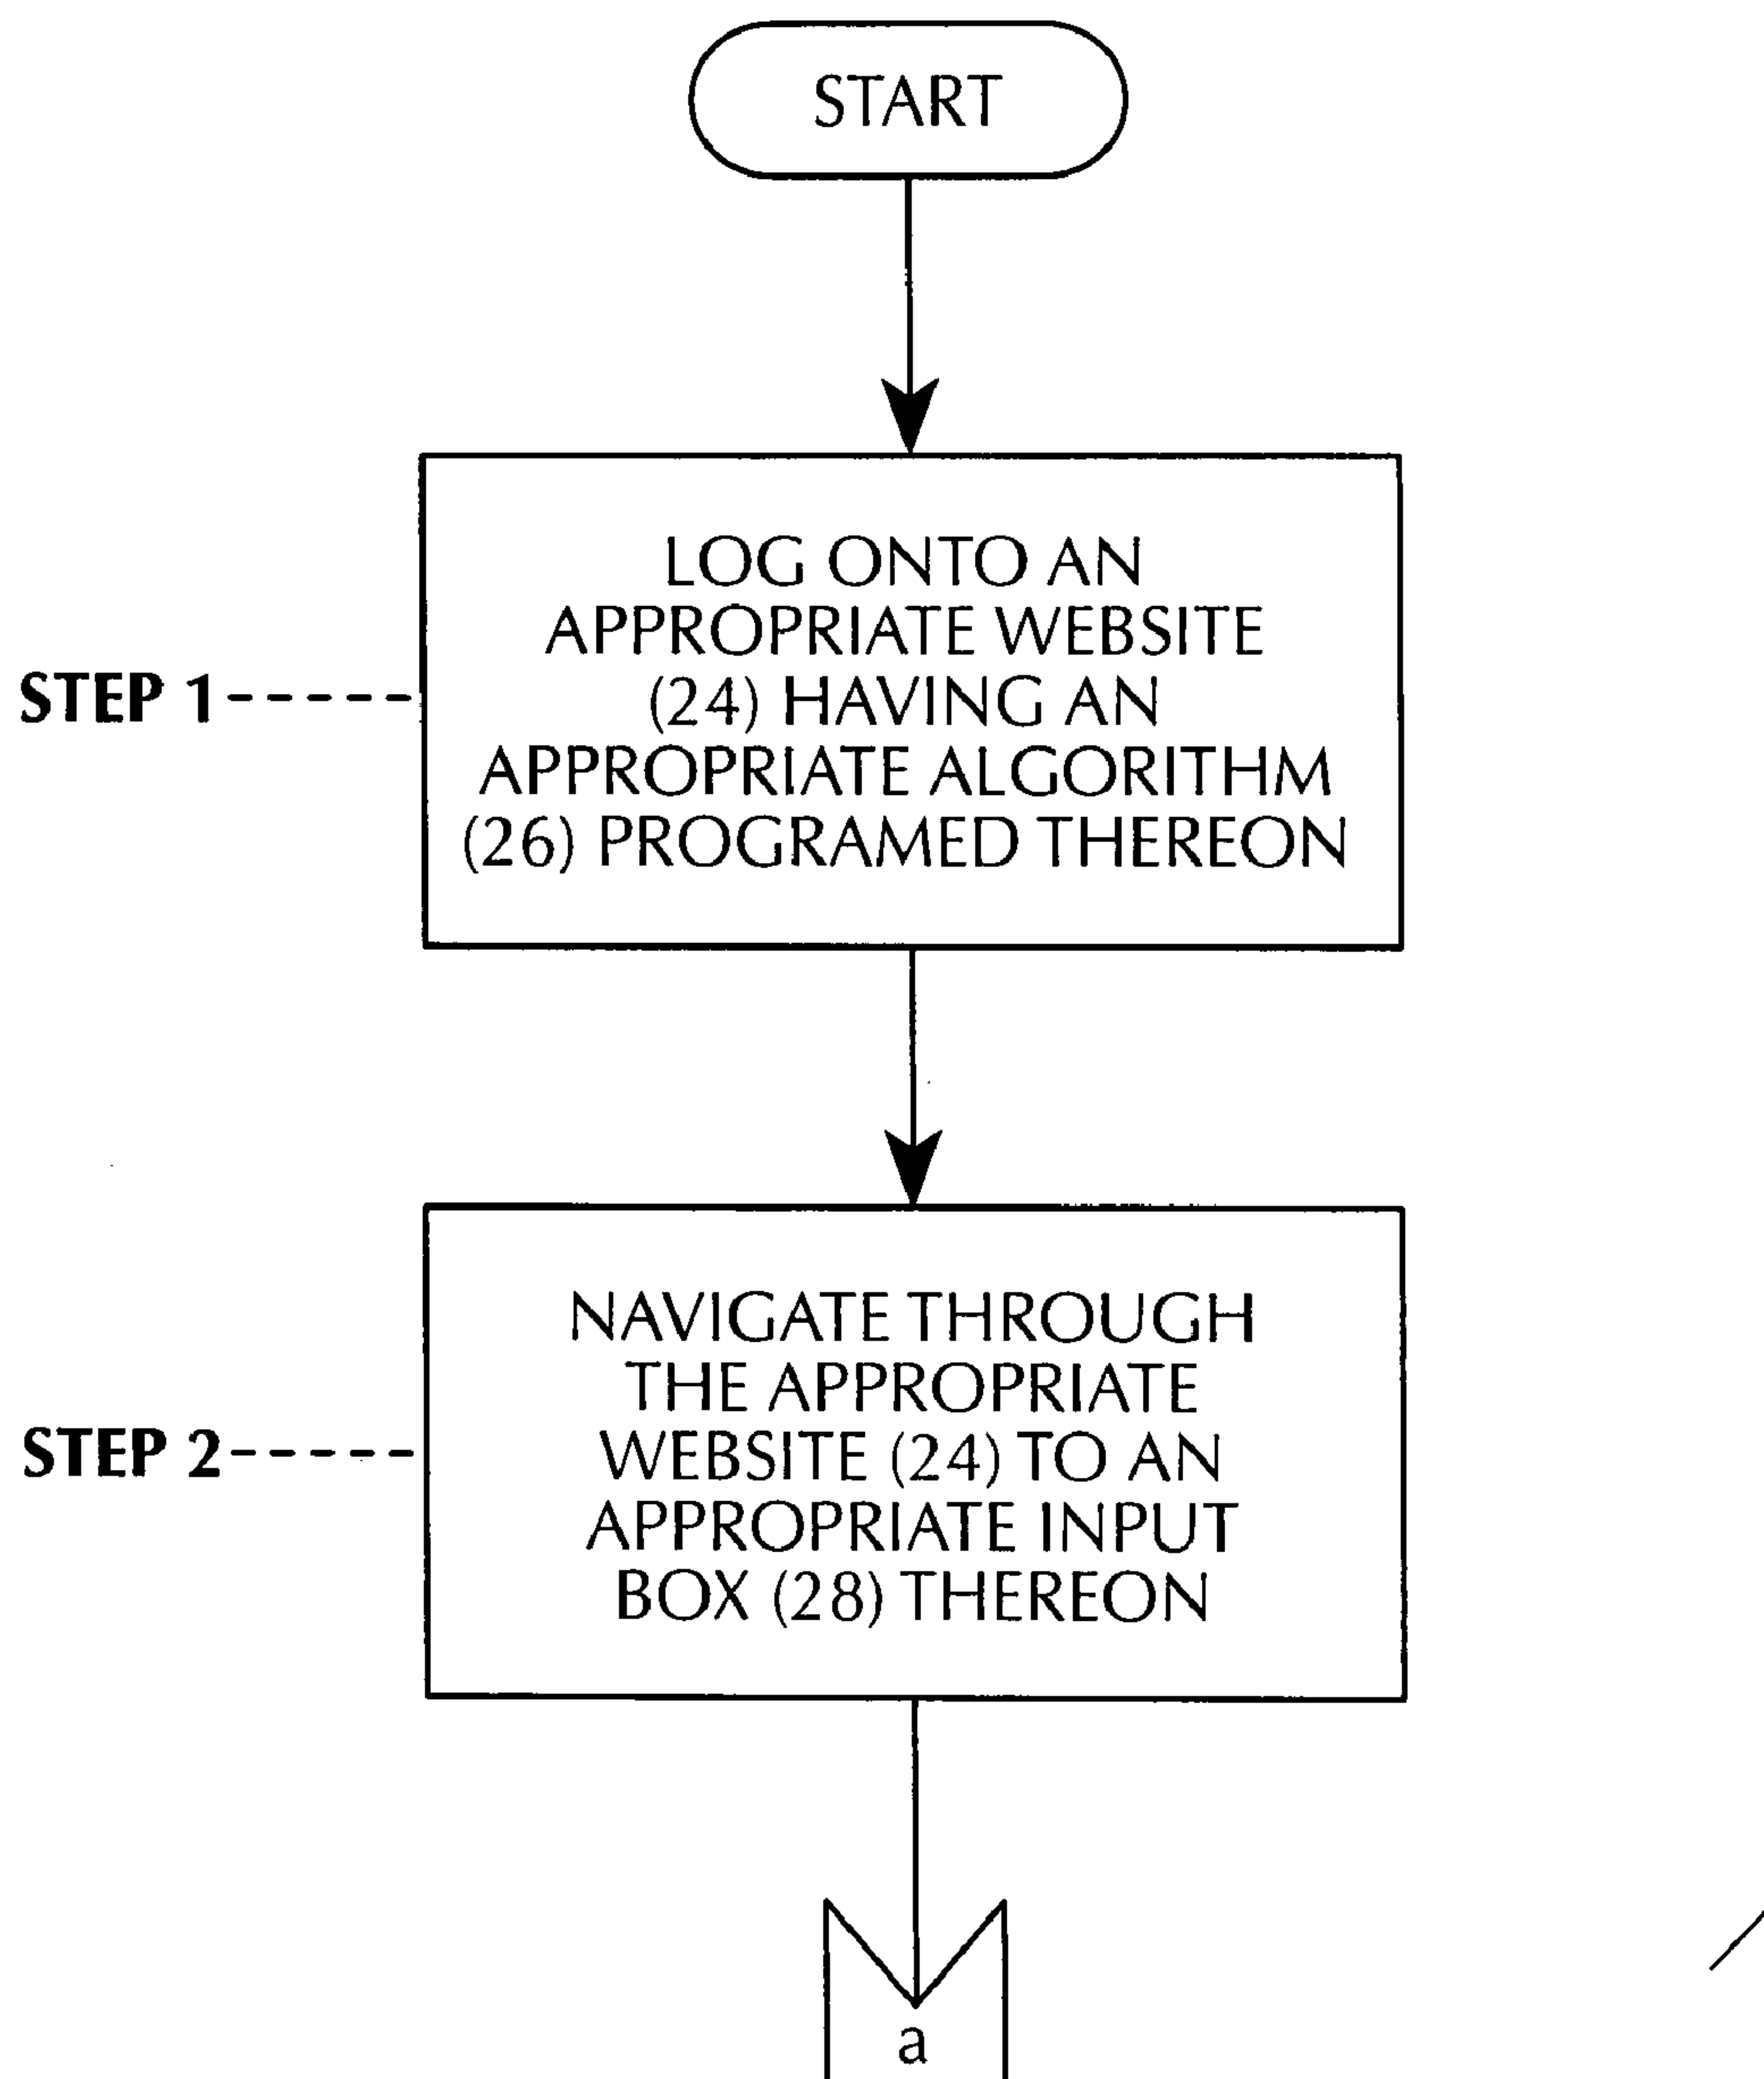 START
LOG ONTO AN
APPROPRIATE WEBSITE
STEP 1
(24) HAVING AN
APPROPRIATE ALGORITHM
(26) PROGRAMED THEREON
NAVIGATE THROUGH
THE APPROPRIATE
STEP 2
WEBSITE (24) TO AN
APPROPRIATE INPUT
BOX (28) THEREON
a